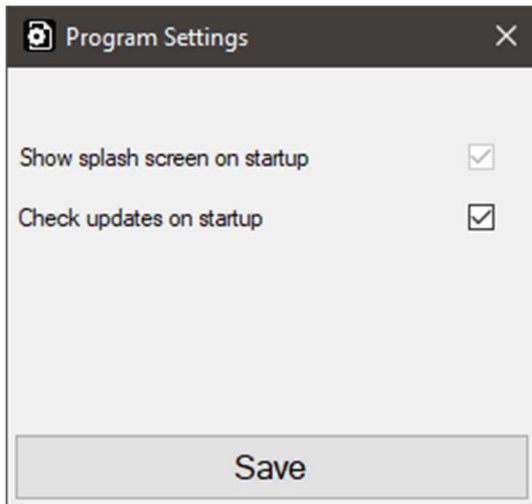 Program Settings
Show splash screen on startup
Check updates on startup
Save